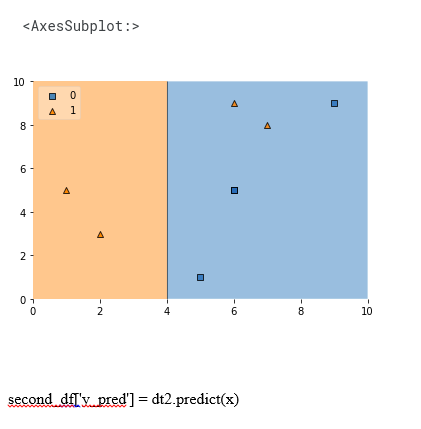 <AxesSubplot:>
10
8
6
4
2
0
0
1
0 2 4 6 8 10
second_df['y_pred'] = dt2.predict(x)